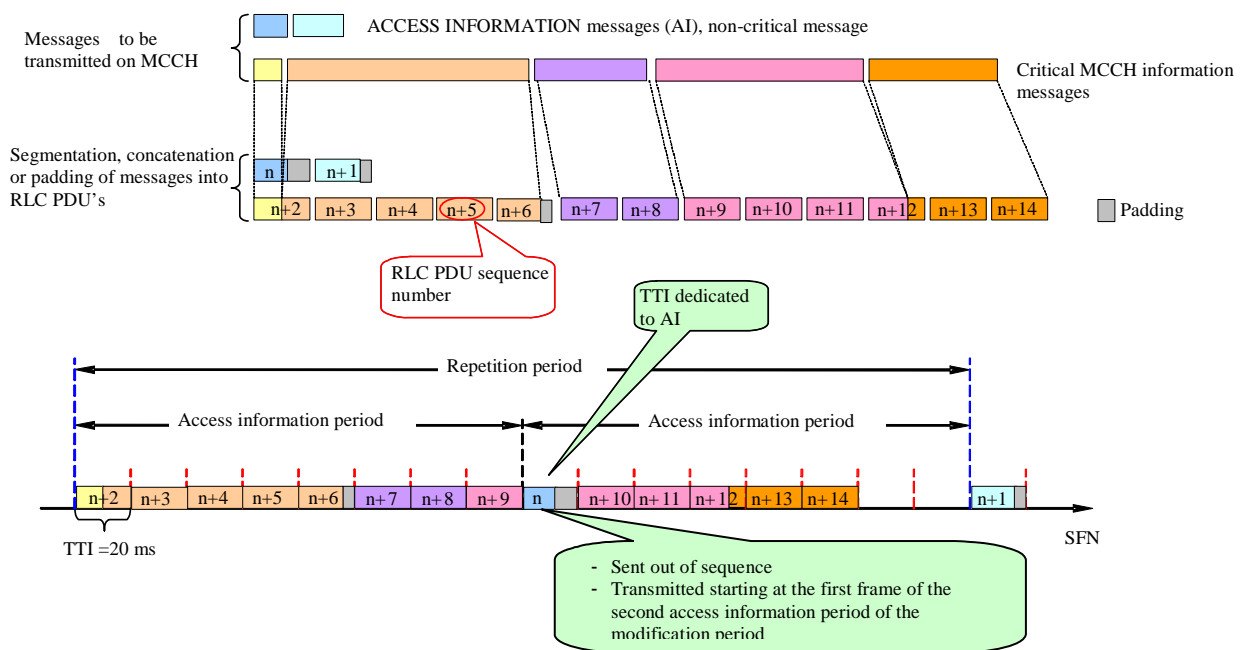 ACCESS INFORMATION messages (AI), non-critical message
Messages to be
transmitted on MCCH
Critical MCCH information
messages
Segmentation, concatenation
or padding of messages into
RLC PDU's
n
n+1
n+2
n+3
n+4
n+5
n+6
n+7
n+8
n+9
n+10
n+11
n+12
n+13
n+14
Padding
RLC PDU sequence
number
TTI dedicated
to AI
Repetition period
Access information period
Access information period
n+2
n+3
n+4
n+5
n+6
n+7
n+8
n+9
n
n+10
n+11
n+12
n+13
n+14
n+1
TTI =20 ms
SFN
- Sent out of sequence
- Transmitted starting at the first frame of the
second access information period of the
modification period